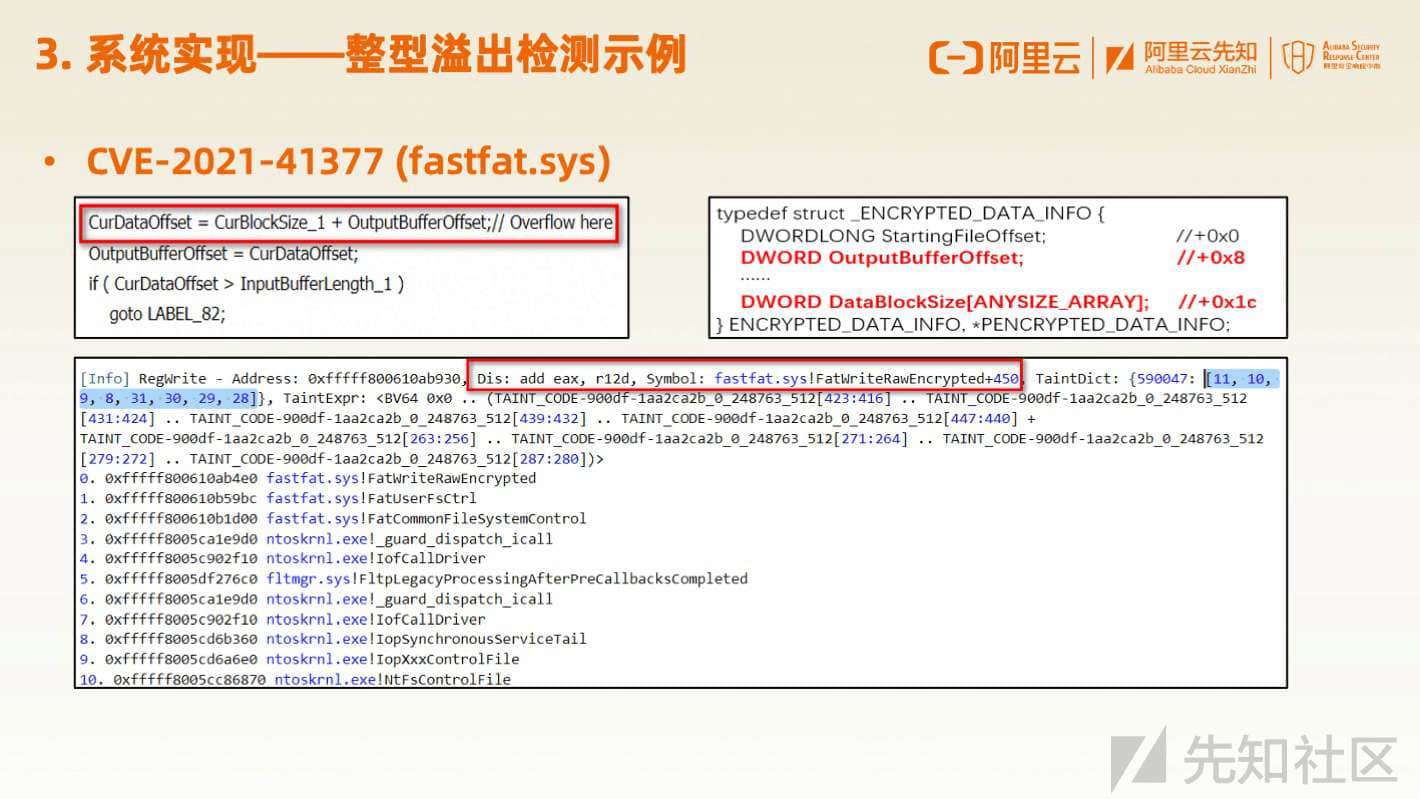 3. 系统实现——整型溢出检测示例
阿里云
阿里云先知
Alibaba Cloud XianZhi
ALIBABA SECURITY
RESPONSE CENTER
• CVE-2021-41377 (fastfat.sys)
CurDataOffset = CurBlockSize_1 + OutputBufferOffset;// Overflow here
OutputBufferOffset = CurDataOffset;
if ( CurDataOffset > InputBufferLength_1 )
goto LABEL_82;
typedef struct _ENCRYPTED_DATA_INFO {
DWORDLONG StartingFileOffset; //+0x0
DWORD OutputBufferOffset; //+0x8
......
DWORD DataBlockSize[ANYSIZE_ARRAY]; //+0x1c
} ENCRYPTED_DATA_INFO, *PENCRYPTED_DATA_INFO;
[Info] RegWrite - Address: 0xfffff800610ab930, Dis: add eax, r12d, Symbol: fastfat.sys!FatWriteRawEncrypted+450, TaintDict: {590047: [11, 10,
9, 8, 31, 30, 29, 28]}, TaintExpr: <BV64 0x0 .. (TAINT_CODE-900df-1aa2ca2b_0_248763_512[423:416] .. TAINT_CODE-900df-1aa2ca2b_0_248763_512
[431:424] .. TAINT_CODE-900df-1aa2ca2b_0_248763_512[439:432] .. TAINT_CODE-900df-1aa2ca2b_0_248763_512[447:440] +
TAINT_CODE-900df-1aa2ca2b_0_248763_512[263:256] .. TAINT_CODE-900df-1aa2ca2b_0_248763_512[271:264] .. TAINT_CODE-900df-1aa2ca2b_0_248763_512
[279:272] .. TAINT_CODE-900df-1aa2ca2b_0_248763_512[287:280])>
0. 0xfffff800610ab4e0 fastfat.sys!FatWriteRawEncrypted
1. 0xfffff800610b59bc fastfat.sys!FatUserFsCtrl
2. 0xfffff800610b1d00 fastfat.sys!FatCommonFileSystemControl
3. 0xfffff8005ca1e9d0 ntoskrnl.exe!_guard_dispatch_icall
4. 0xfffff8005c902f10 ntoskrnl.exe!IofCallDriver
5. 0xfffff8005df276c0 fltmgr.sys!FltpLegacyProcessingAfterPreCallbacksCompleted
6. 0xfffff8005ca1e9d0 ntoskrnl.exe!_guard_dispatch_icall
7. 0xfffff8005c902f10 ntoskrnl.exe!IofCallDriver
8. 0xfffff8005cd6b360 ntoskrnl.exe!IopSynchronousServiceTail
9. 0xfffff8005cd6a6e0 ntoskrnl.exe!IopXxxControlFile
10. 0xfffff8005cc86870 ntoskrnl.exe!NtFsControlFile
先知社区